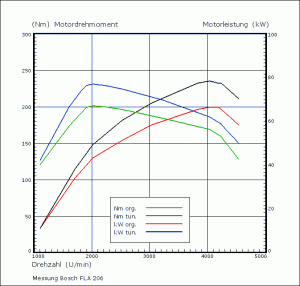 (Nm) Motordrehmoment Motorleistung (kW)
300 100
250 80
200 60
150
100 40
50 20
0 0
1000 2000 3000 4000 5000
Drehzahl (U/min)
Nm org.
Nm tun.
kW org.
kW tun.
Messung Bosch FLA 206